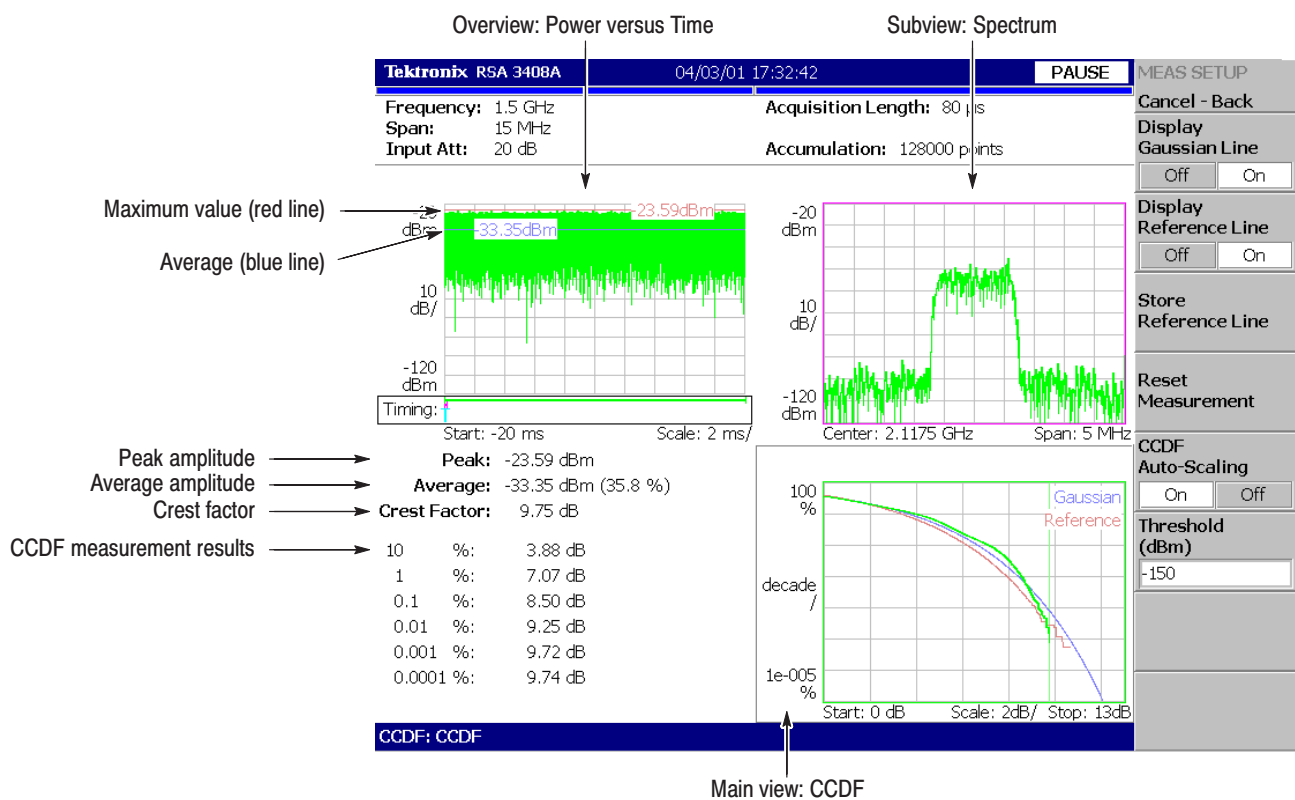 Overview: Power versus Time
Subview: Spectrum
Tektronix RSA 3408A 04/03/01 17:32:42 PAUSE
MEAS SETUP
Frequency: 1.5 GHz
Span: 15 MHz
Input Att: 20 dB
Acquisition Length: 80 µs
Accumulation: 128000 points
Cancel - Back
Display
Gaussian Line
Off On
Display
Reference Line
Off On
Store
Reference Line
Reset
Measurement
CCDF
Auto-Scaling
On Off
Threshold
(dBm)
-150
Maximum value (red line)
Average (blue line)
dBm
-23.59dBm
-33.35dBm
10
dB/
-120
dBm
Timing:
Start: -20 ms Scale: 2 ms/
-20
dBm
10
dB/
-120
dBm
Center: 2.1175 GHz Span: 5 MHz
Peak amplitude
Average amplitude
Crest factor
CCDF measurement results
Peak: -23.59 dBm
Average: -33.35 dBm (35.8 %)
Crest Factor: 9.75 dB
10 %: 3.88 dB
1 %: 7.07 dB
0.1 %: 8.50 dB
0.01 %: 9.25 dB
0.001 %: 9.72 dB
0.0001 %: 9.74 dB
100
%
Gaussian
Reference
decade
/
1e-005
%
Start: 0 dB Scale: 2dB/ Stop: 13dB
CCDF: CCDF
Main view: CCDF